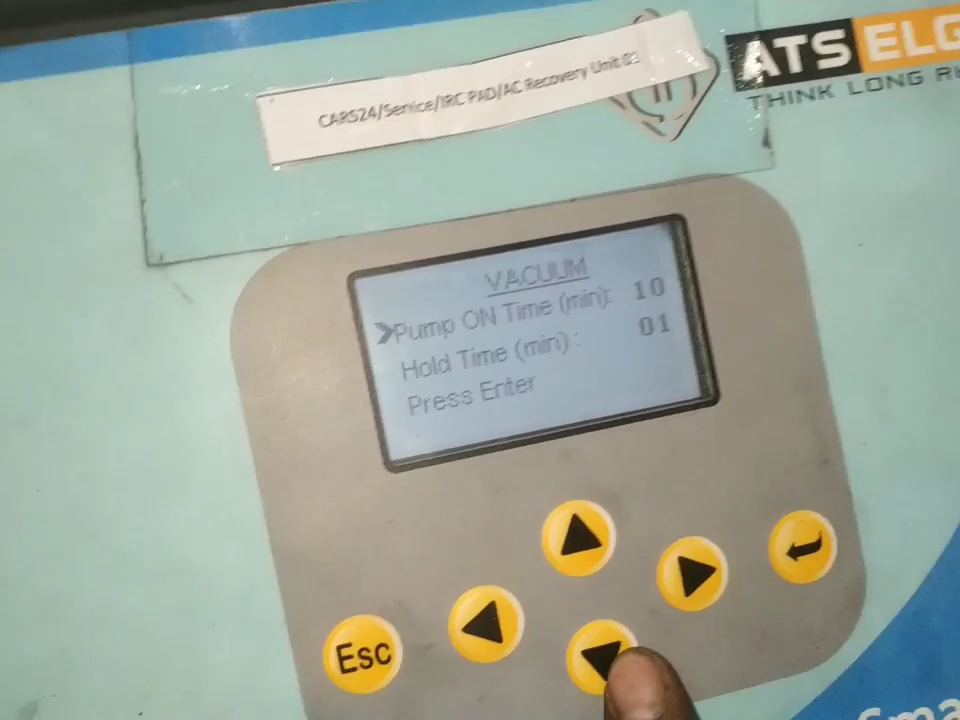 CARS24/Service/IRC PAD/AC Recovery Unit 01
ATS ELG
THINK LONG
VACUUM
Pump ON Time (min): 10
Hold Time (min) : 01
Press Enter
Esc